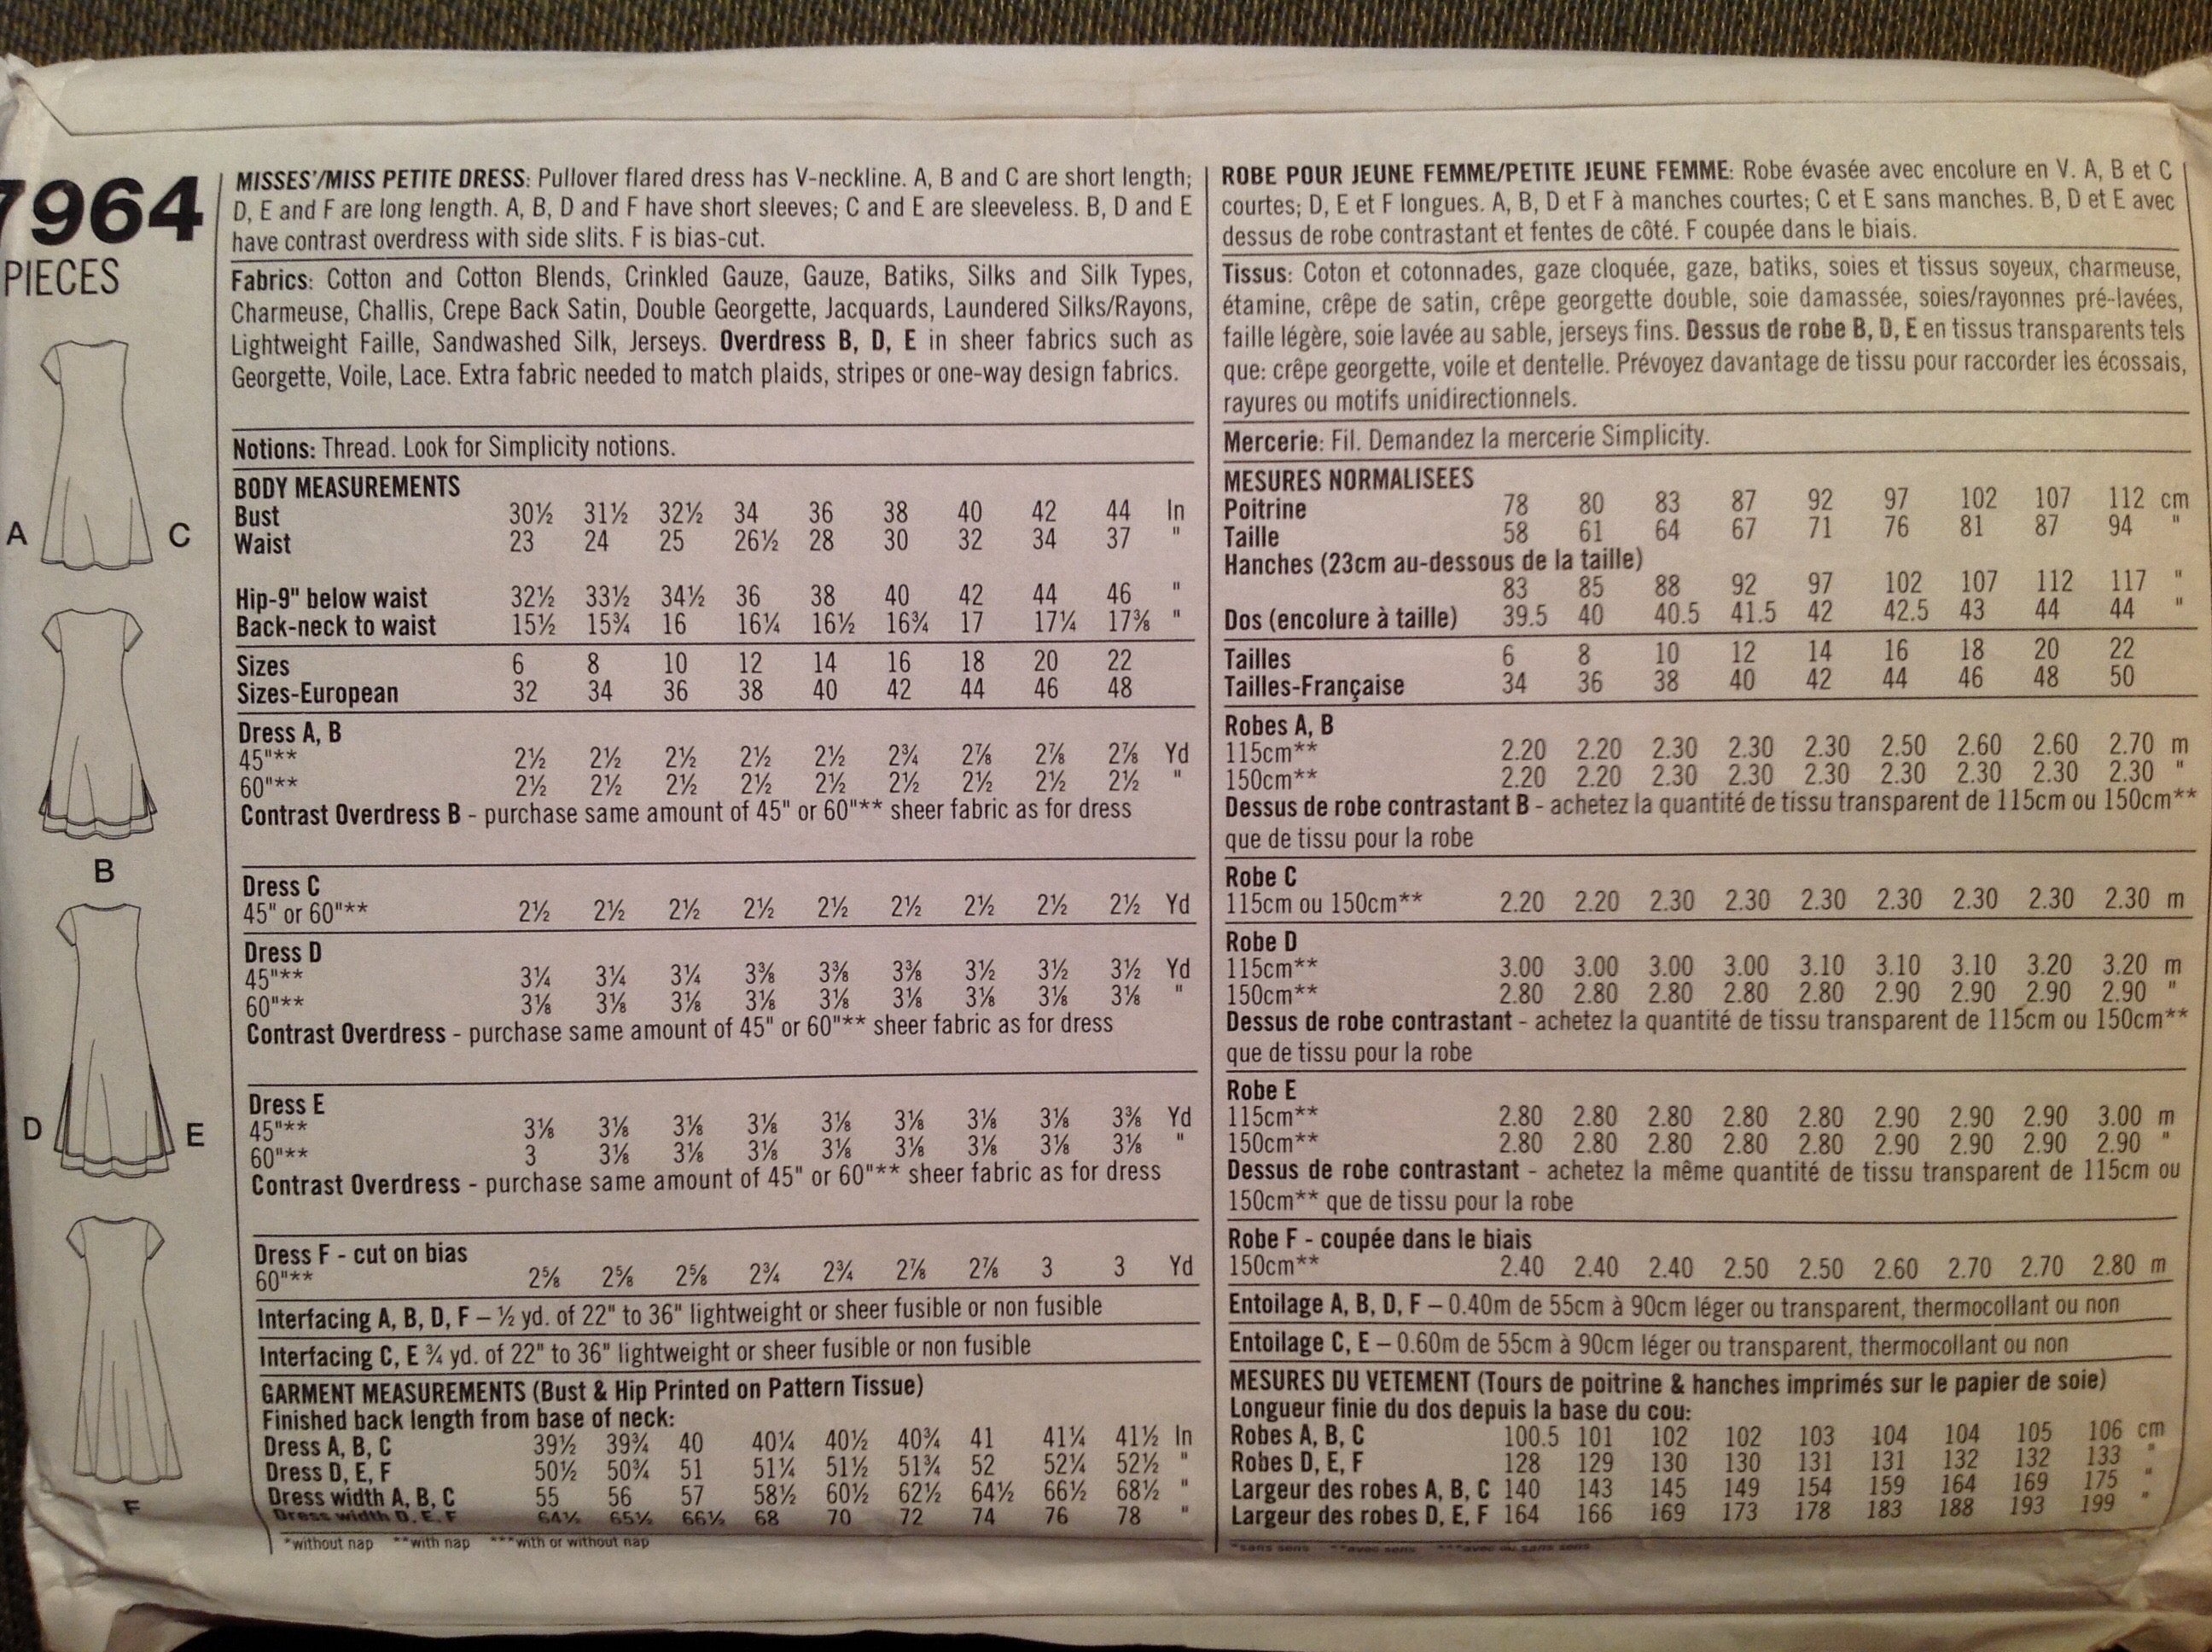 7964
PIECES
A
C
B
D
E
F
MISSES'/MISS PETITE DRESS: Pullover flared dress has V-neckline. A, B and C are short length;
D, E and F are long length. A, B, D and F have short sleeves; C and E are sleeveless. B, D and E
have contrast overdress with side slits. F is bias-cut.
Fabrics: Cotton and Cotton Blends, Crinkled Gauze, Gauze, Batiks, Silks and Silk Types,
Charmeuse, Challis, Crepe Back Satin, Double Georgette, Jacquards, Laundered Silks/Rayons,
Lightweight Faille, Sandwashed Silk, Jerseys. Overdress B, D, E in sheer fabrics such as
Georgette, Voile, Lace. Extra fabric needed to match plaids, stripes or one-way design fabrics.
Notions: Thread. Look for Simplicity notions.
BODY MEASUREMENTS
Bust 30½ 31½ 32½ 34 36 38 40 42 44 In
Waist 23 24 25 26½ 28 30 32 34 37 "
Hip-9" below waist 32½ 33½ 34½ 36 38 40 42 44 46 "
Back-neck to waist 15½ 15¾ 16 16¼ 16½ 16¾ 17 17¼ 17⅜ "
Sizes 6 8 10 12 14 16 18 20 22
Sizes-European 32 34 36 38 40 42 44 46 48
Dress A, B
45"** 2½ 2½ 2½ 2½ 2½ 2¾ 2⅞ 2⅞ 2⅞ Yd
60"** 2½ 2½ 2½ 2½ 2½ 2½ 2½ 2½ 2½ "
Contrast Overdress B - purchase same amount of 45" or 60"** sheer fabric as for dress
Dress C
45" or 60"** 2½ 2½ 2½ 2½ 2½ 2½ 2½ 2½ 2½ Yd
Dress D
45"** 3¼ 3¼ 3¼ 3⅜ 3⅜ 3⅜ 3½ 3½ 3½ Yd
60"** 3⅛ 3⅛ 3⅛ 3⅛ 3⅛ 3⅛ 3⅛ 3⅛ 3⅛ "
Contrast Overdress - purchase same amount of 45" or 60"** sheer fabric as for dress
Dress E
45"** 3⅛ 3⅛ 3⅛ 3⅛ 3⅛ 3⅛ 3⅛ 3⅛ 3⅜ Yd
60"** 3 3⅛ 3⅛ 3⅛ 3⅛ 3⅛ 3⅛ 3⅛ 3⅛ "
Contrast Overdress - purchase same amount of 45" or 60"** sheer fabric as for dress
Dress F - cut on bias
60"** 2⅝ 2⅝ 2⅝ 2¾ 2¾ 2⅞ 2⅞ 3 3 Yd
Interfacing A, B, D, F – ½ yd. of 22" to 36" lightweight or sheer fusible or non fusible
Interfacing C, E ¾ yd. of 22" to 36" lightweight or sheer fusible or non fusible
GARMENT MEASUREMENTS (Bust & Hip Printed on Pattern Tissue)
Finished back length from base of neck:
Dress A, B, C 39½ 39¾ 40 40¼ 40½ 40¾ 41 41¼ 41½ In
Dress D, E, F 50½ 50¾ 51 51¼ 51½ 51¾ 52 52¼ 52½ "
Dress width A, B, C 55 56 57 58½ 60½ 62½ 64½ 66½ 68½ "
Dress width D, E, F 64½ 65½ 66½ 68 70 72 74 76 78 "
*without nap **with nap ***with or without nap
ROBE POUR JEUNE FEMME/PETITE JEUNE FEMME: Robe évasée avec encolure en V. A, B et C
courtes; D, E et F longues. A, B, D et F à manches courtes; C et E sans manches. B, D et E avec
dessus de robe contrastant et fentes de côté. F coupée dans le biais.
Tissus: Coton et cotonnades, gaze cloquée, gaze, batiks, soies et tissus soyeux, charmeuse,
étamine, crêpe de satin, crêpe georgette double, soie damassée, soies/rayonnes pré-lavées,
faille légère, soie lavée au sable, jerseys fins. Dessus de robe B, D, E en tissus transparents tels
que: crêpe georgette, voile et dentelle. Prévoyez davantage de tissu pour raccorder les écossais,
rayures ou motifs unidirectionnels.
Mercerie: Fil. Demandez la mercerie Simplicity.
MESURES NORMALISEES
Poitrine 78 80 83 87 92 97 102 107 112 cm
Taille 58 61 64 67 71 76 81 87 94 "
Hanches (23cm au-dessous de la taille)
83 85 88 92 97 102 107 112 117 "
Dos (encolure à taille) 39.5 40 40.5 41.5 42 42.5 43 44 44 "
Tailles 6 8 10 12 14 16 18 20 22
Tailles-Française 34 36 38 40 42 44 46 48 50
Robes A, B
115cm** 2.20 2.20 2.30 2.30 2.30 2.50 2.60 2.60 2.70 m
150cm** 2.20 2.20 2.30 2.30 2.30 2.30 2.30 2.30 2.30 "
Dessus de robe contrastant B - achetez la quantité de tissu transparent de 115cm ou 150cm**
que de tissu pour la robe
Robe C
115cm ou 150cm** 2.20 2.20 2.30 2.30 2.30 2.30 2.30 2.30 2.30 m
Robe D
115cm** 3.00 3.00 3.00 3.00 3.10 3.10 3.10 3.20 3.20 m
150cm** 2.80 2.80 2.80 2.80 2.80 2.90 2.90 2.90 2.90 "
Dessus de robe contrastant - achetez la quantité de tissu transparent de 115cm ou 150cm**
que de tissu pour la robe
Robe E
115cm** 2.80 2.80 2.80 2.80 2.80 2.90 2.90 2.90 3.00 m
150cm** 2.80 2.80 2.80 2.80 2.80 2.90 2.90 2.90 2.90 "
Dessus de robe contrastant - achetez la même quantité de tissu transparent de 115cm ou
150cm** que de tissu pour la robe
Robe F - coupée dans le biais
150cm** 2.40 2.40 2.40 2.50 2.50 2.60 2.70 2.70 2.80 m
Entoilage A, B, D, F – 0.40m de 55cm à 90cm léger ou transparent, thermocollant ou non
Entoilage C, E – 0.60m de 55cm à 90cm léger ou transparent, thermocollant ou non
MESURES DU VETEMENT (Tours de poitrine & hanches imprimés sur le papier de soie)
Longueur finie du dos depuis la base du cou:
Robes A, B, C 100.5 101 102 102 103 104 104 105 106 cm
Robes D, E, F 128 129 130 130 131 131 132 132 133 "
Largeur des robes A, B, C 140 143 145 149 154 159 164 169 175 "
Largeur des robes D, E, F 164 166 169 173 178 183 188 193 199 "
*sans sens **avec sens ***avec ou sans sens